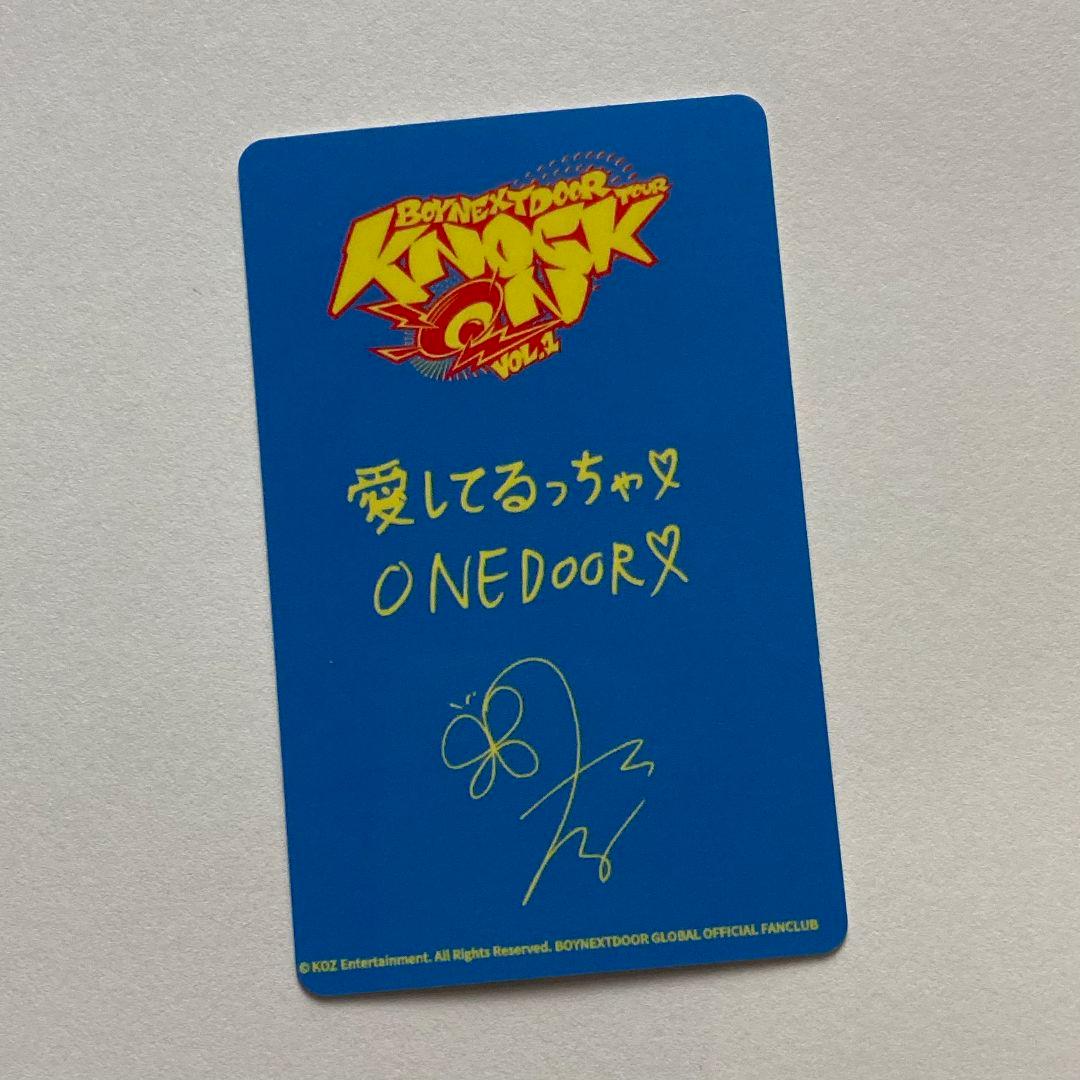 BOYNEXTDOOR TOUR
KNOCK
ON
VOL.1
愛してるっちゃ♡
ONEDOOR♡
© KOZ Entertainment. All Rights Reserved. BOYNEXTDOOR GLOBAL OFFICIAL FANCLUB